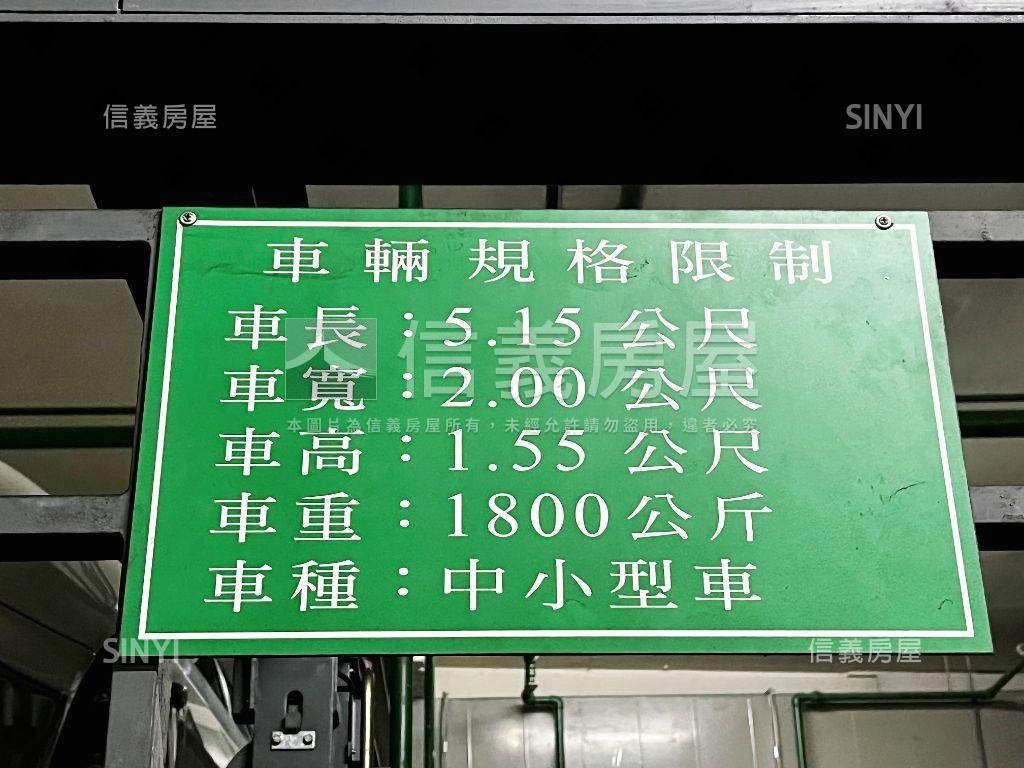 信義房屋 SINYI
車輛規格限制
車長：5.15公尺
信義房屋
車寬：2.00公尺
本圖片為信義房屋所有，未經允許請勿盜用，違者必究
車高：1.55公尺
車重：1800公斤
車種：中小型車
SINYI 信義房屋